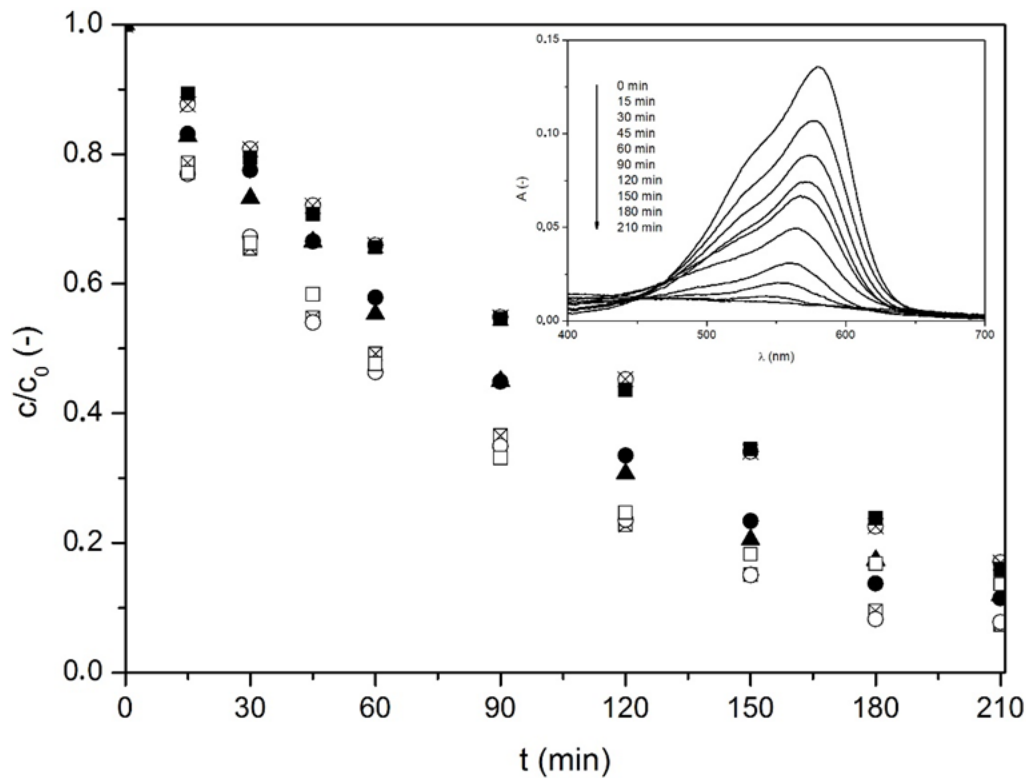 1.0
0.8
0.6
0.4
0.2
0.0
c/c₀ (-)
0
30
60
90
120
150
180
210
t (min)
0.15
0.10
0.05
0.00
A (-)
0 min
15 min
30 min
45 min
60 min
90 min
120 min
150 min
180 min
210 min
400
500
600
700
λ (nm)